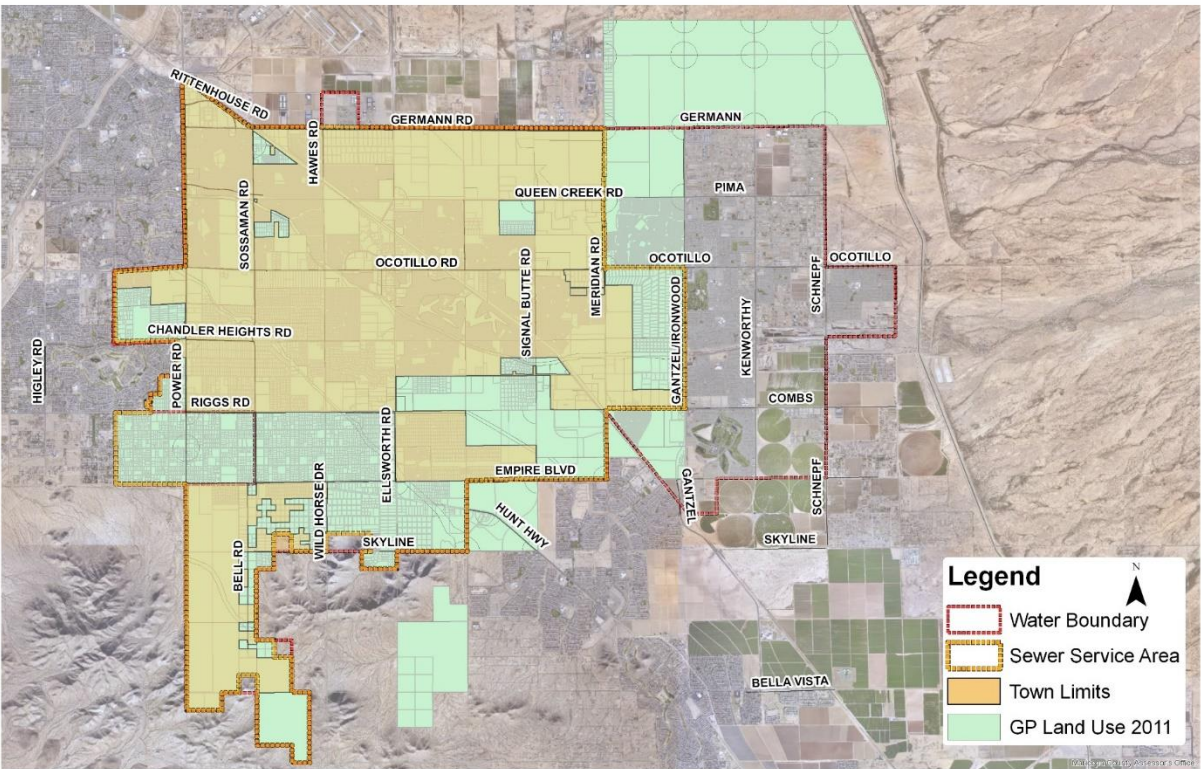 RITTENHOUSE RD
HAWES RD
GERMANN RD
GERMANN
QUEEN CREEK RD
PIMA
SOSSAMAN RD
OCOTILLO RD
SIGNAL BUTTE RD
MERIDIAN RD
OCOTILLO
SCHNEPF
OCOTILLO
CHANDLER HEIGHTS RD
GANTZEL/IRONWOOD
KENWORTHY
HIGLEY RD
POWER RD
RIGGS RD
COMBS
ELLSWORTH RD
EMPIRE BLVD
WILD HORSE DR
GANTZEL
SCHNEPF
HUNT HWY
SKYLINE
SKYLINE
BELL RD
BELLA VISTA
Legend
N
Water Boundary
Sewer Service Area
Town Limits
GP Land Use 2011